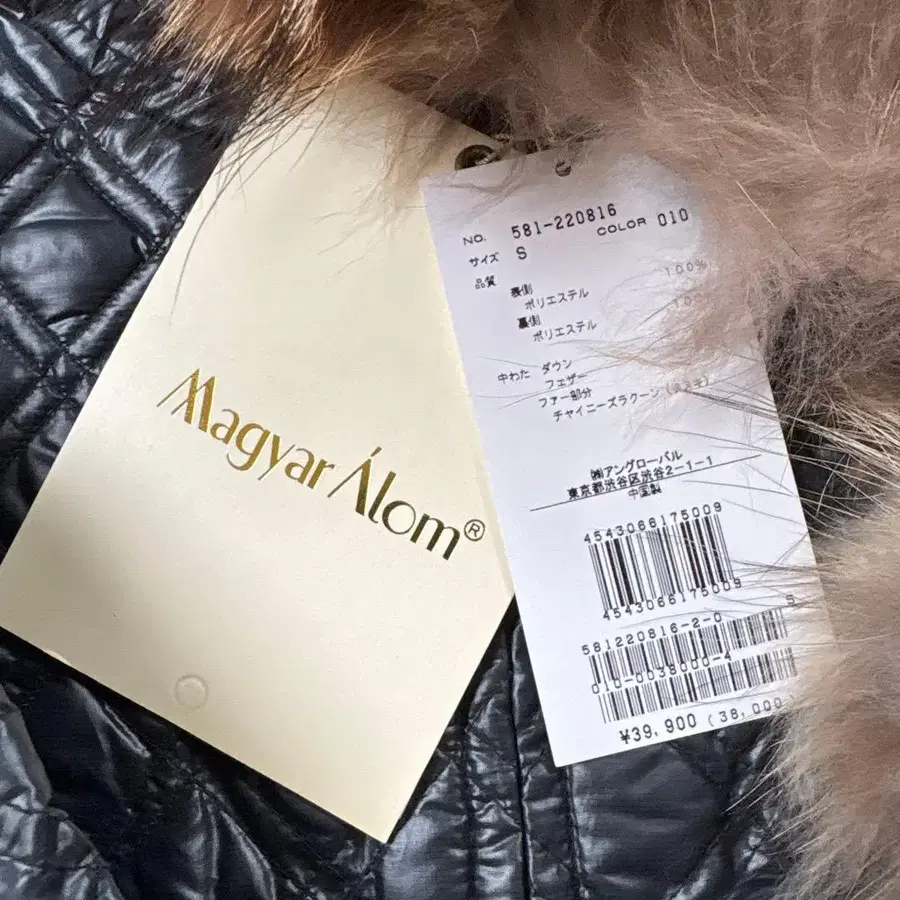 Magyar Álom®
NO. 581-220816
COLOR 010
サイズ S
品質
表側 100%
ポリエステル
裏側 100
ポリエステル
中わた ダウン
フェザー
ファー部分
チャイニーズラクーン (タヌキ)
㈱アングローバル
東京都渋谷区渋谷2-1-1
中国製
4543066175009
4543066175009
S
581220816-2-0
010-0038000-4
¥39,900 (38,000)